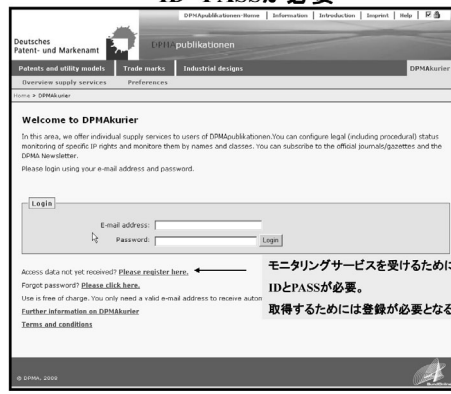 ID PASSが必要
DPMApublikationen-Home | Information | Introduction | Imprint | Help
Deutsches
Patent- und Markenamt
DPMApublikationen
Patents and utility models | Trade marks | Industrial designs | DPMAkurier
Overview supply services | Preferences
Home > DPMAkurier
Welcome to DPMAkurier
In this area, we offer individual supply services to users of DPMApublikationen.You can configure legal (including procedural) status
monitoring of specific IP rights and monitore them by names and classes. You can subscribe to the official journals/gazettes and the
DPMA Newsletter.
Please login using your e-mail address and password.
Login
E-mail address:
Password: Login
Access data not yet received? Please register here.
モニタリングサービスを受けるために
Forgot password? Please click here.
IDとPASSが必要。
Use is free of charge. You only need a valid e-mail address to receive autom
取得するためには登録が必要となる
Further information on DPMAkurier
Terms and conditions
© DPMA, 2008